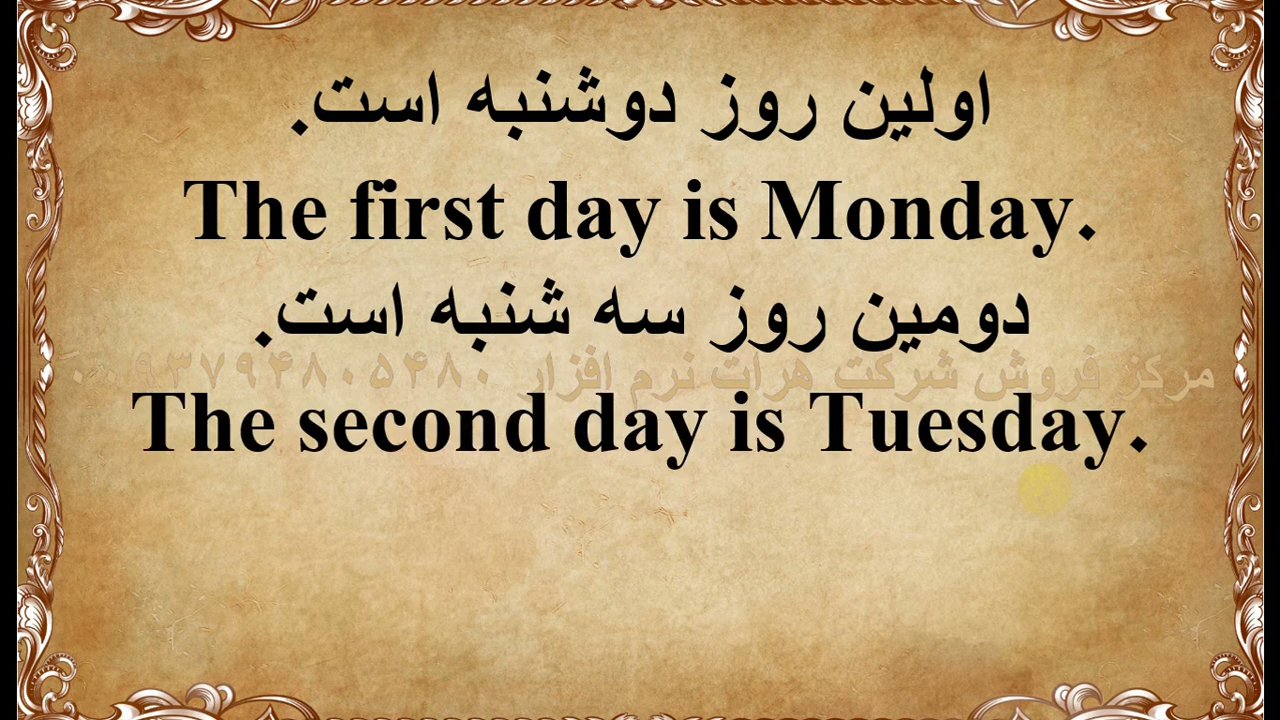 اولین روز دوشنبه است.
The first day is Monday.
دومین روز سه شنبه است.
مرکز فروش شرکت هرات نرم افزار
The second day is Tuesday.